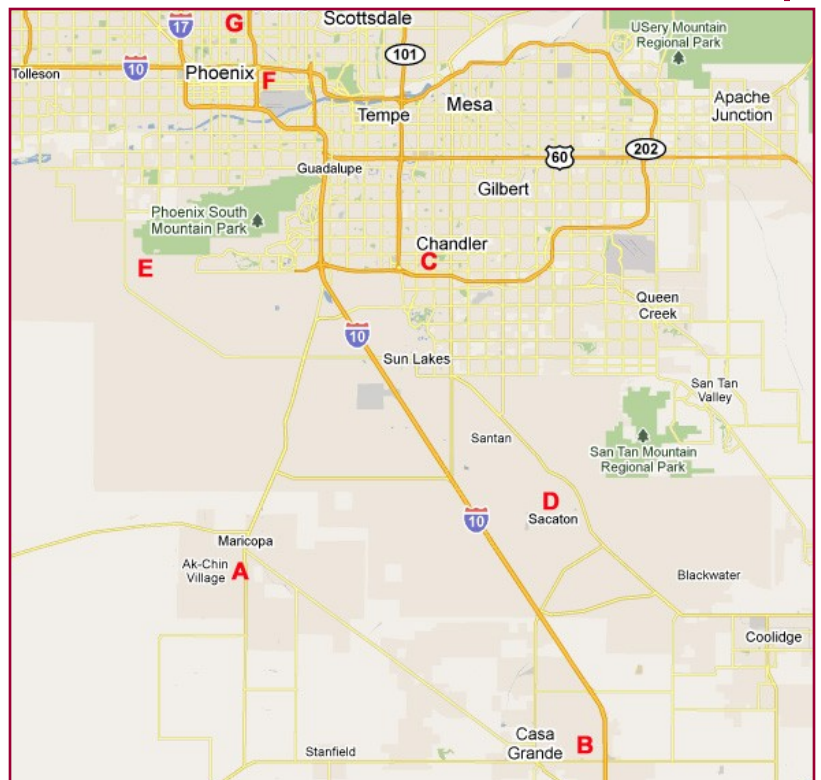 G
Scottsdale
17
USery Mountain
Regional Park
101
Tolleson
10
Phoenix
F
Mesa
Apache
Junction
Tempe
60
202
Guadalupe
Gilbert
Phoenix South
Mountain Park
Chandler
C
E
Queen
Creek
10
Sun Lakes
San Tan
Valley
Santan
San Tan Mountain
Regional Park
D
10
Sacaton
Maricopa
Ak-Chin
Village
A
Blackwater
Coolidge
Casa
Grande
B
Stanfield